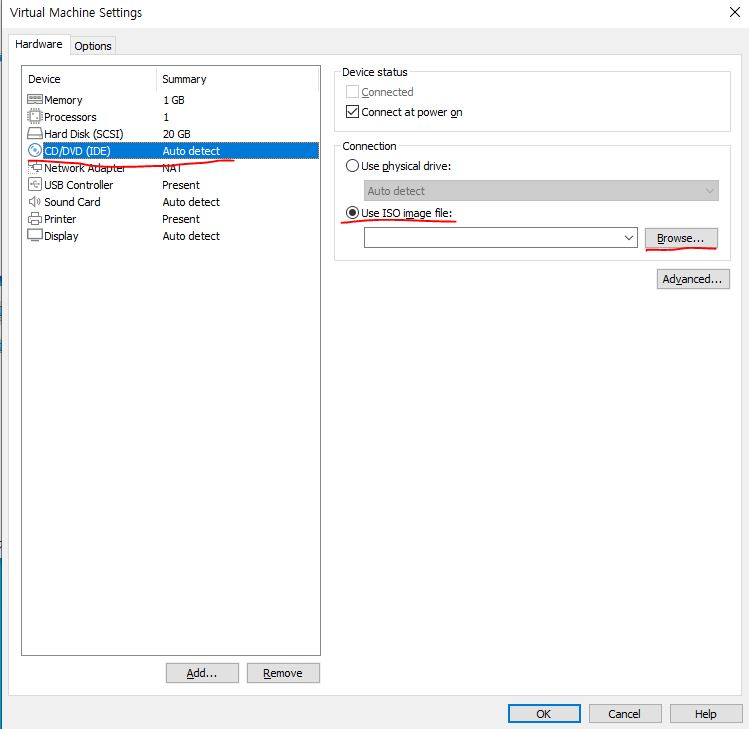 Virtual Machine Settings
Hardware Options
Device Summary
Memory 1 GB
Processors 1
Hard Disk (SCSI) 20 GB
CD/DVD (IDE) Auto detect
Network Adapter NAT
USB Controller Present
Sound Card Auto detect
Printer Present
Display Auto detect
Add... Remove
Device status
Connected
Connect at power on
Connection
Use physical drive:
Auto detect
Use ISO image file:
Browse...
Advanced...
OK Cancel Help